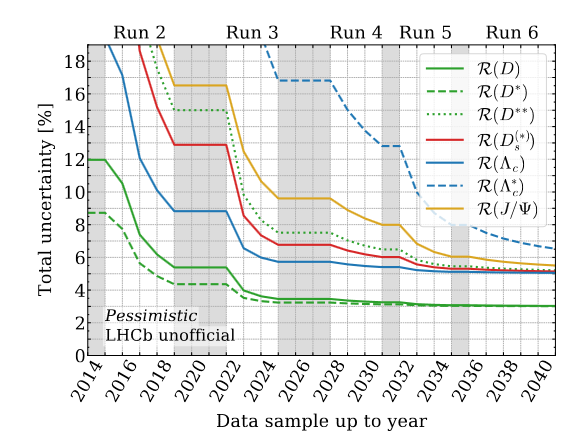 Run 2 Run 3 Run 4 Run 5 Run 6
18
16
14
12
10
8
6
4
2
0
Total uncertainty [%]
R(D)
R(D*)
R(D**)
R(D_s^(*))
R(Λ_c)
R(Λ_c^*)
R(J/Ψ)
Pessimistic
LHCb unofficial
2014 2016 2018 2020 2022 2024 2026 2028 2030 2032 2034 2036 2038 2040
Data sample up to year